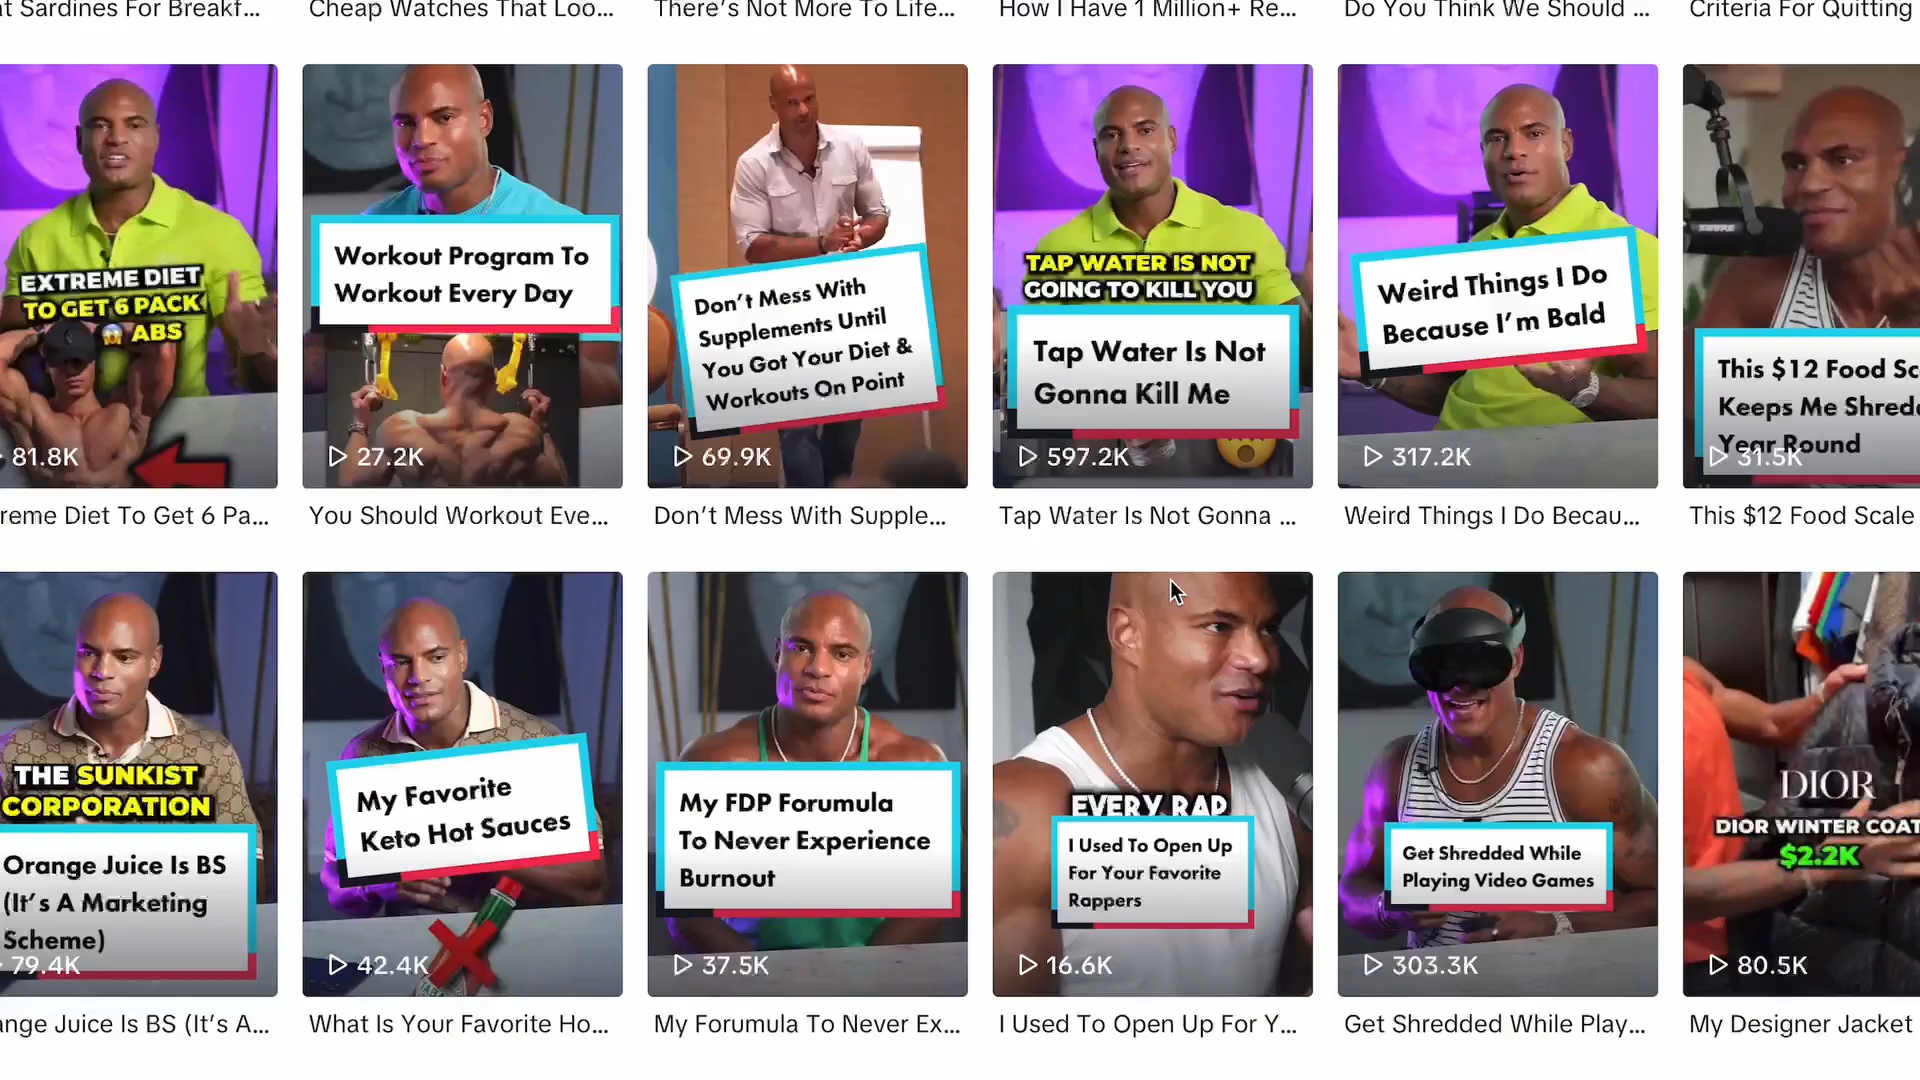 at Sardines For Breakf...
Cheap Watches That Loo...
There's Not More To Life...
How I Have 1 Million+ Re...
Do You Think We Should ...
Criteria For Quitting
EXTREME DIET
TO GET 6 PACK
ABS
81.8K
reme Diet To Get 6 Pa...
Workout Program To
Workout Every Day
27.2K
You Should Workout Eve...
Don't Mess With
Supplements Until
You Got Your Diet &
Workouts On Point
69.9K
Don't Mess With Supple...
TAP WATER IS NOT
GOING TO KILL YOU
Tap Water Is Not
Gonna Kill Me
597.2K
Tap Water Is Not Gonna ...
Weird Things I Do
Because I'm Bald
317.2K
Weird Things I Do Becau...
SHURE
This $12 Food Sc
Keeps Me Shred
Year Round
31.5K
This $12 Food Scale
THE SUNKIST
CORPORATION
Orange Juice Is BS
(It's A Marketing
Scheme)
79.4K
ange Juice Is BS (It's A...
My Favorite
Keto Hot Sauces
42.4K
What Is Your Favorite Ho...
My FDP Forumula
To Never Experience
Burnout
37.5K
My Forumula To Never Ex...
EVERY RAP
I Used To Open Up
For Your Favorite
Rappers
16.6K
I Used To Open Up For Y...
Get Shredded While
Playing Video Games
303.3K
Get Shredded While Play...
DIOR
DIOR WINTER COAT
$2.2K
80.5K
My Designer Jacket